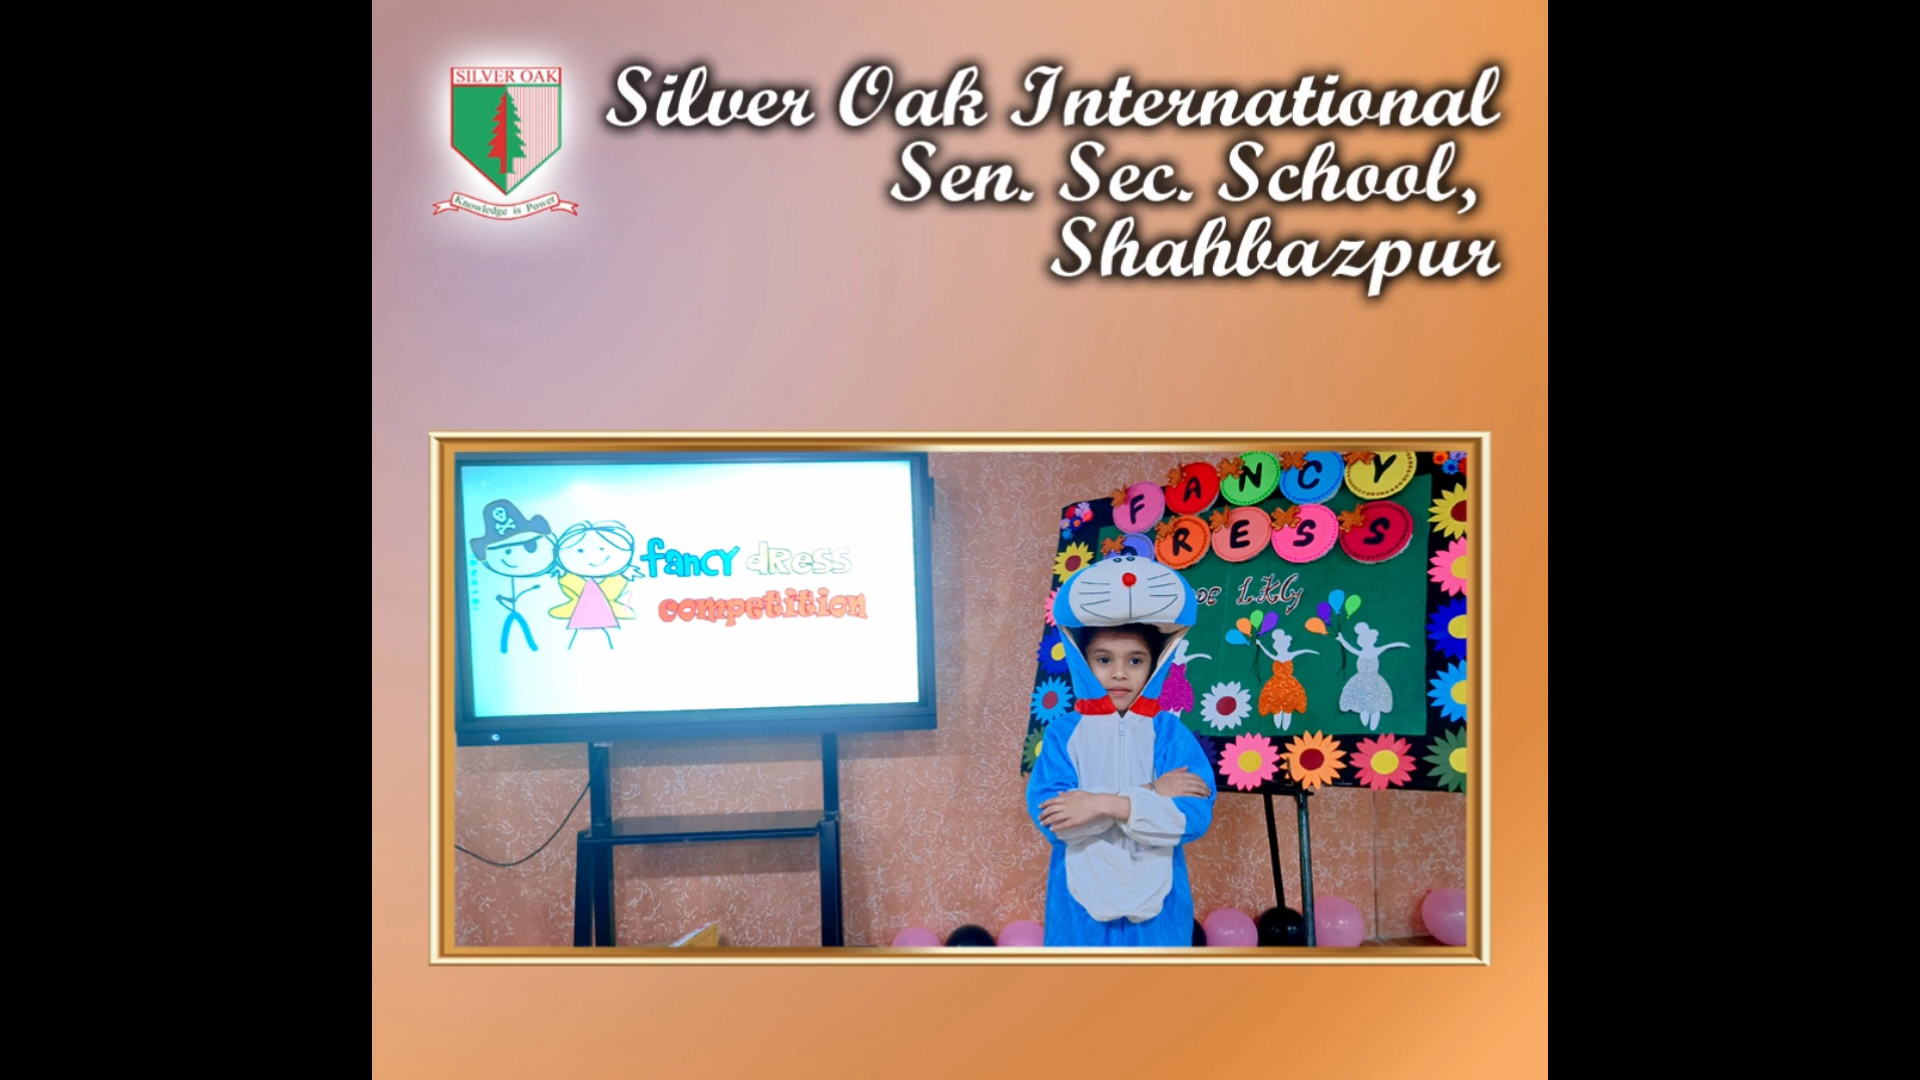 SILVER OAK
Knowledge is Power
Silver Oak International
Sen. Sec. School,
Shahbazpur
fancy dress
competition
FANCY
DRESS
LKG